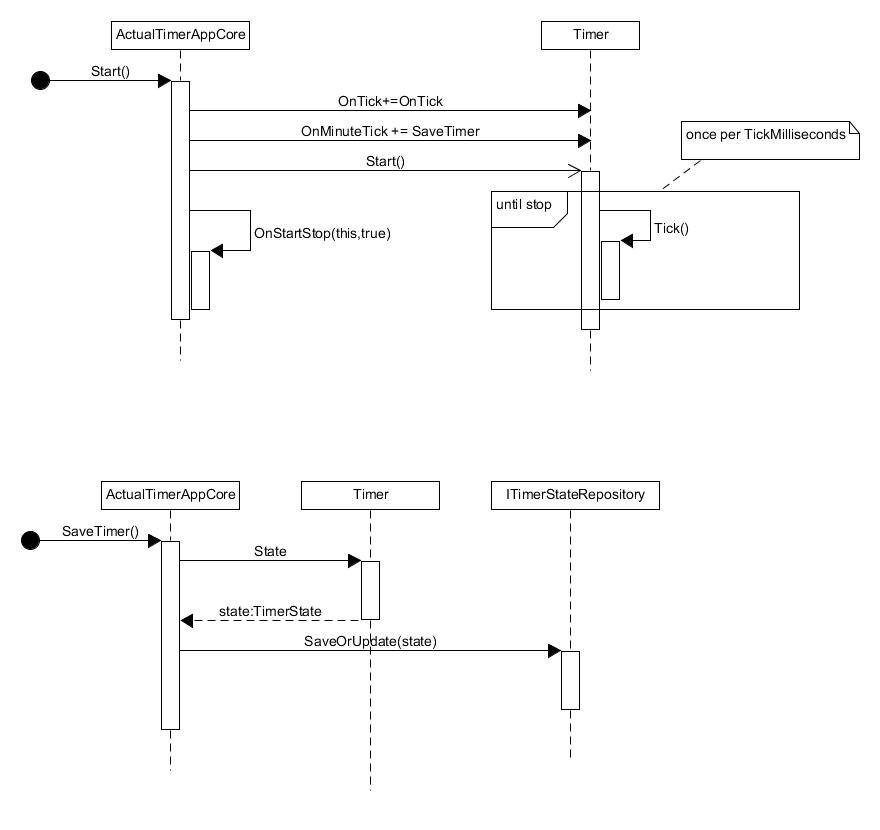 ActualTimerAppCore
Timer
Start()
OnTick+=OnTick
OnMinuteTick += SaveTimer
once per TickMilliseconds
Start()
until stop
Tick()
OnStartStop(this,true)
ActualTimerAppCore
Timer
ITimerStateRepository
SaveTimer()
State
state:TimerState
SaveOrUpdate(state)